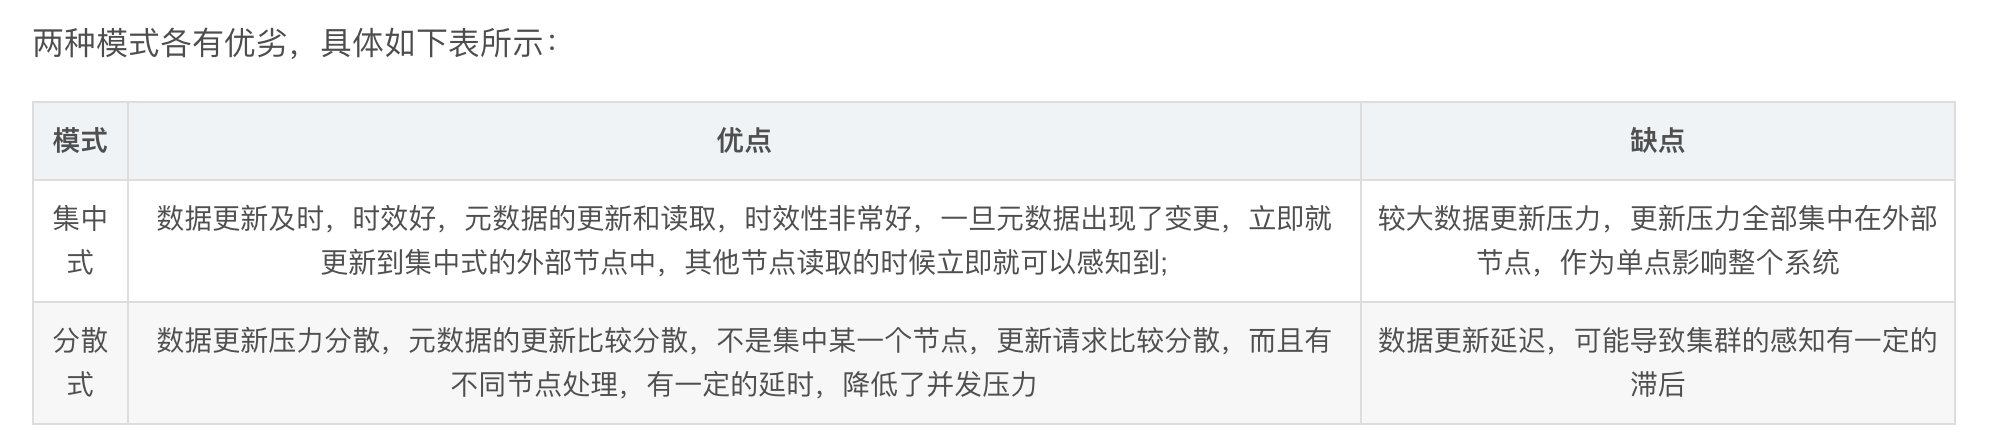 两种模式各有优劣，具体如下表所示：
模式
优点
缺点
集中
式
数据更新及时，时效好，元数据的更新和读取，时效性非常好，一旦元数据出现了变更，立即就
更新到集中式的外部节点中，其他节点读取的时候立即就可以感知到;
较大数据更新压力，更新压力全部集中在外部
节点，作为单点影响整个系统
分散
式
数据更新压力分散，元数据的更新比较分散，不是集中某一个节点，更新请求比较分散，而且有
不同节点处理，有一定的延时，降低了并发压力
数据更新延迟，可能导致集群的感知有一定的
滞后